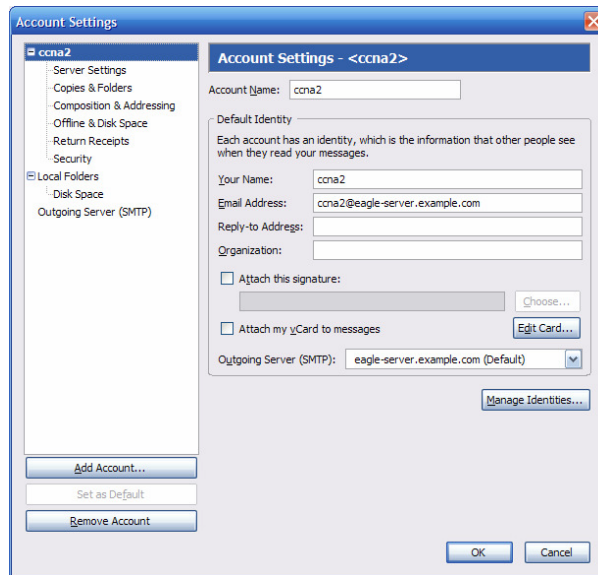 Account Settings
ccna2
Server Settings
Copies & Folders
Composition & Addressing
Offline & Disk Space
Return Receipts
Security
Local Folders
Disk Space
Outgoing Server (SMTP)
Add Account...
Set as Default
Remove Account
Account Settings - <ccna2>
Account Name: ccna2
Default Identity
Each account has an identity, which is the information that other people see
when they read your messages.
Your Name: ccna2
Email Address: ccna2@eagle-server.example.com
Reply-to Address:
Organization:
Attach this signature:
Choose...
Attach my vCard to messages
Edit Card...
Outgoing Server (SMTP): eagle-server.example.com (Default)
Manage Identities...
OK Cancel